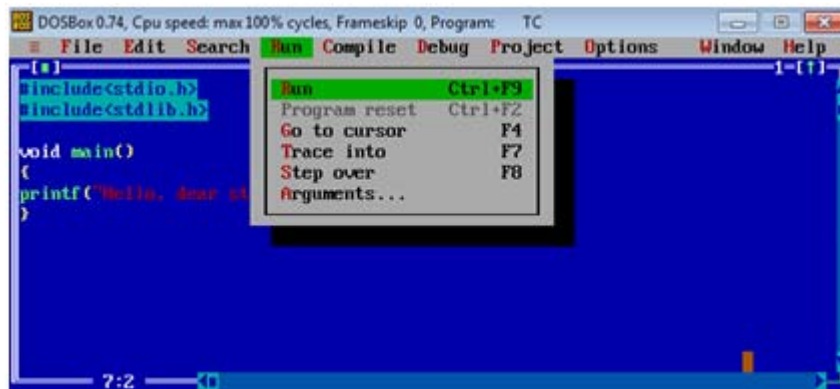 DOSBox 0.74, Cpu speed: max 100% cycles, Frameskip 0, Program: TC
≡ File Edit Search Run Compile Debug Project Options Window Help
[■] 1=[↑]
#include<stdio.h>
#include<stdlib.h>
void main()
{
printf("Hello, dear st
}
Run Ctrl+F9
Program reset Ctrl+F2
Go to cursor F4
Trace into F7
Step over F8
Arguments...
7:2